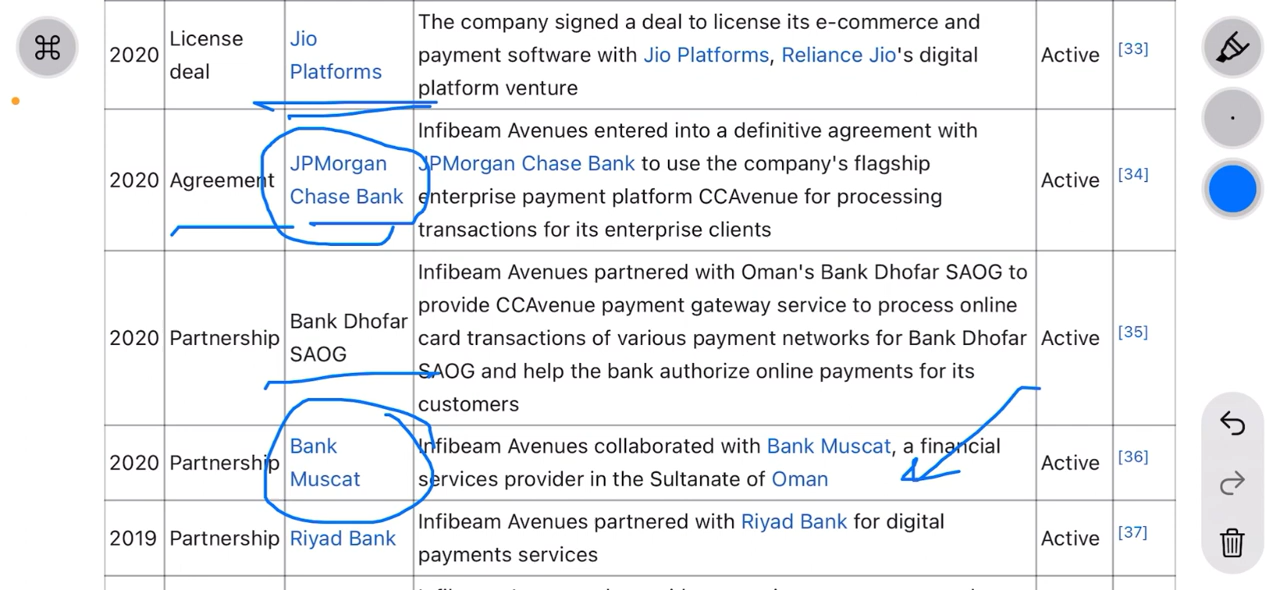 The company signed a deal to license its e-commerce and
2020 License deal Jio Platforms payment software with Jio Platforms, Reliance Jio's digital Active [33]
platform venture
Infibeam Avenues entered into a definitive agreement with
2020 Agreement JPMorgan Chase Bank JPMorgan Chase Bank to use the company's flagship Active [34]
enterprise payment platform CCAvenue for processing
transactions for its enterprise clients
Infibeam Avenues partnered with Oman's Bank Dhofar SAOG to
provide CCAvenue payment gateway service to process online
2020 Partnership Bank Dhofar SAOG card transactions of various payment networks for Bank Dhofar Active [35]
SAOG and help the bank authorize online payments for its
customers
2020 Partnership Bank Muscat Infibeam Avenues collaborated with Bank Muscat, a financial Active [36]
services provider in the Sultanate of Oman
2019 Partnership Riyad Bank Infibeam Avenues partnered with Riyad Bank for digital Active [37]
payments services